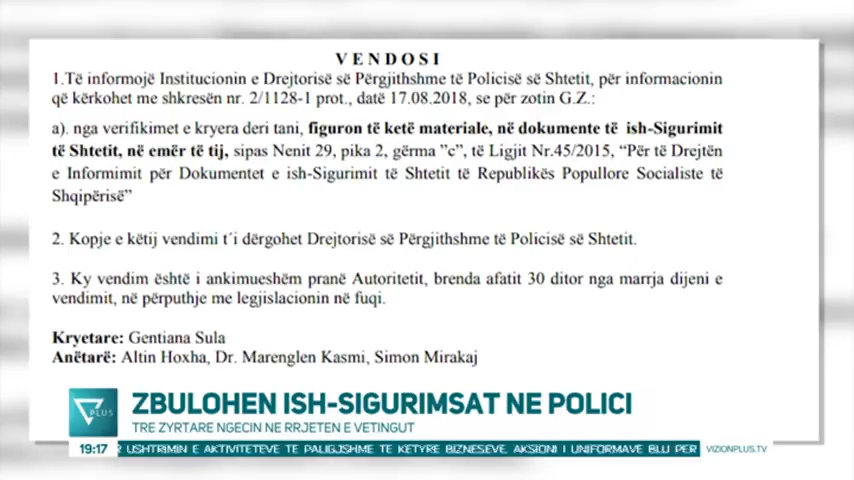 VENDOSI
1.Të informojë Institucionin e Drejtorisë së Përgjithshme të Policisë së Shtetit, për informacionin
që kërkohet me shkresën nr. 2/1128-1 prot., datë 17.08.2018, se për zotin G.Z.:
a). nga verifikimet e kryera deri tani, figuron të ketë materiale, në dokumente të ish-Sigurimit
të Shtetit, në emër të tij, sipas Nenit 29, pika 2, gërma ”c”, të Ligjit Nr.45/2015, “Për të Drejtën
e Informimit për Dokumentet e ish-Sigurimit të Shtetit të Republikës Popullore Socialiste të
Shqipërisë”
2. Kopje e këtij vendimi t´i dërgohet Drejtorisë së Përgjithshme të Policisë së Shtetit.
3. Ky vendim është i ankimueshëm pranë Autoritetit, brenda afatit 30 ditor nga marrja dijeni e
vendimit, në përputhje me legjislacionin në fuqi.
Kryetare: Gentiana Sula
Anëtarë: Altin Hoxha, Dr. Marenglen Kasmi, Simon Mirakaj
PLUS
ZBULOHEN ISH-SIGURIMSAT NE POLICI
TRE ZYRTARE NGECIN NE RRJETEN E VETINGUT
19:17 R USHTRIMIN E AKTIVITETEVE TE PALIGJSHME TE KETYRE BIZNESEVE, AKSIONI I UNIFORMAVE BLU PER VIZIONPLUS.TV